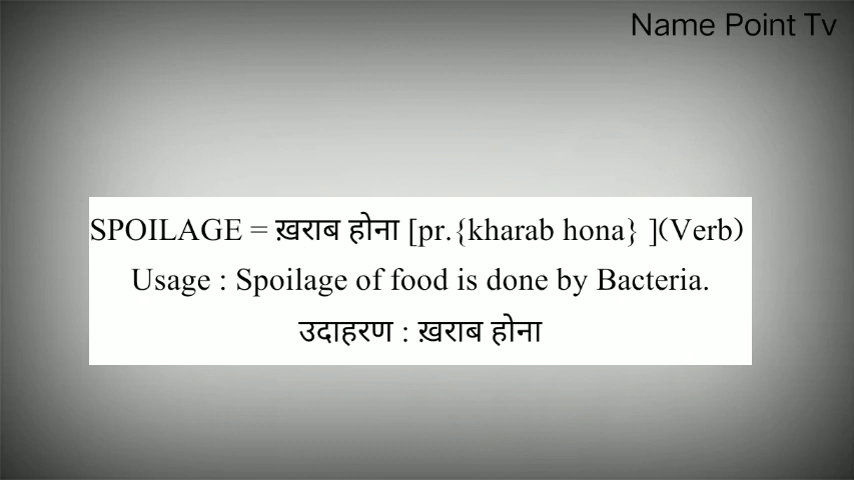 Name Point Tv
SPOILAGE = ख़राब होना [pr.{kharab hona} ](Verb)
Usage : Spoilage of food is done by Bacteria.
उदाहरण : ख़राब होना